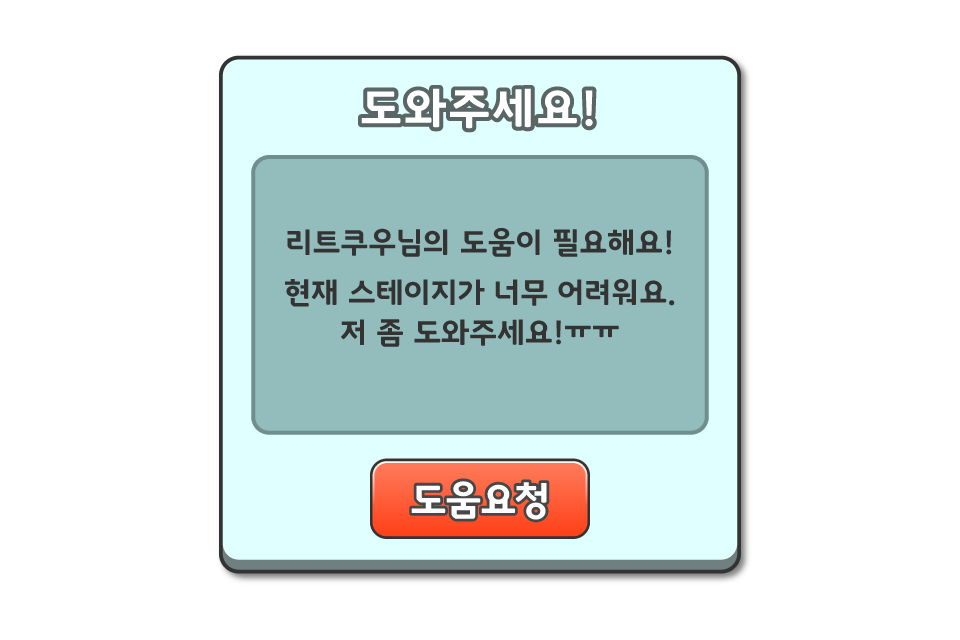 도와주세요!
리트쿠우님의 도움이 필요해요!
현재 스테이지가 너무 어려워요.
저 좀 도와주세요!ㅠㅠ
도움요청